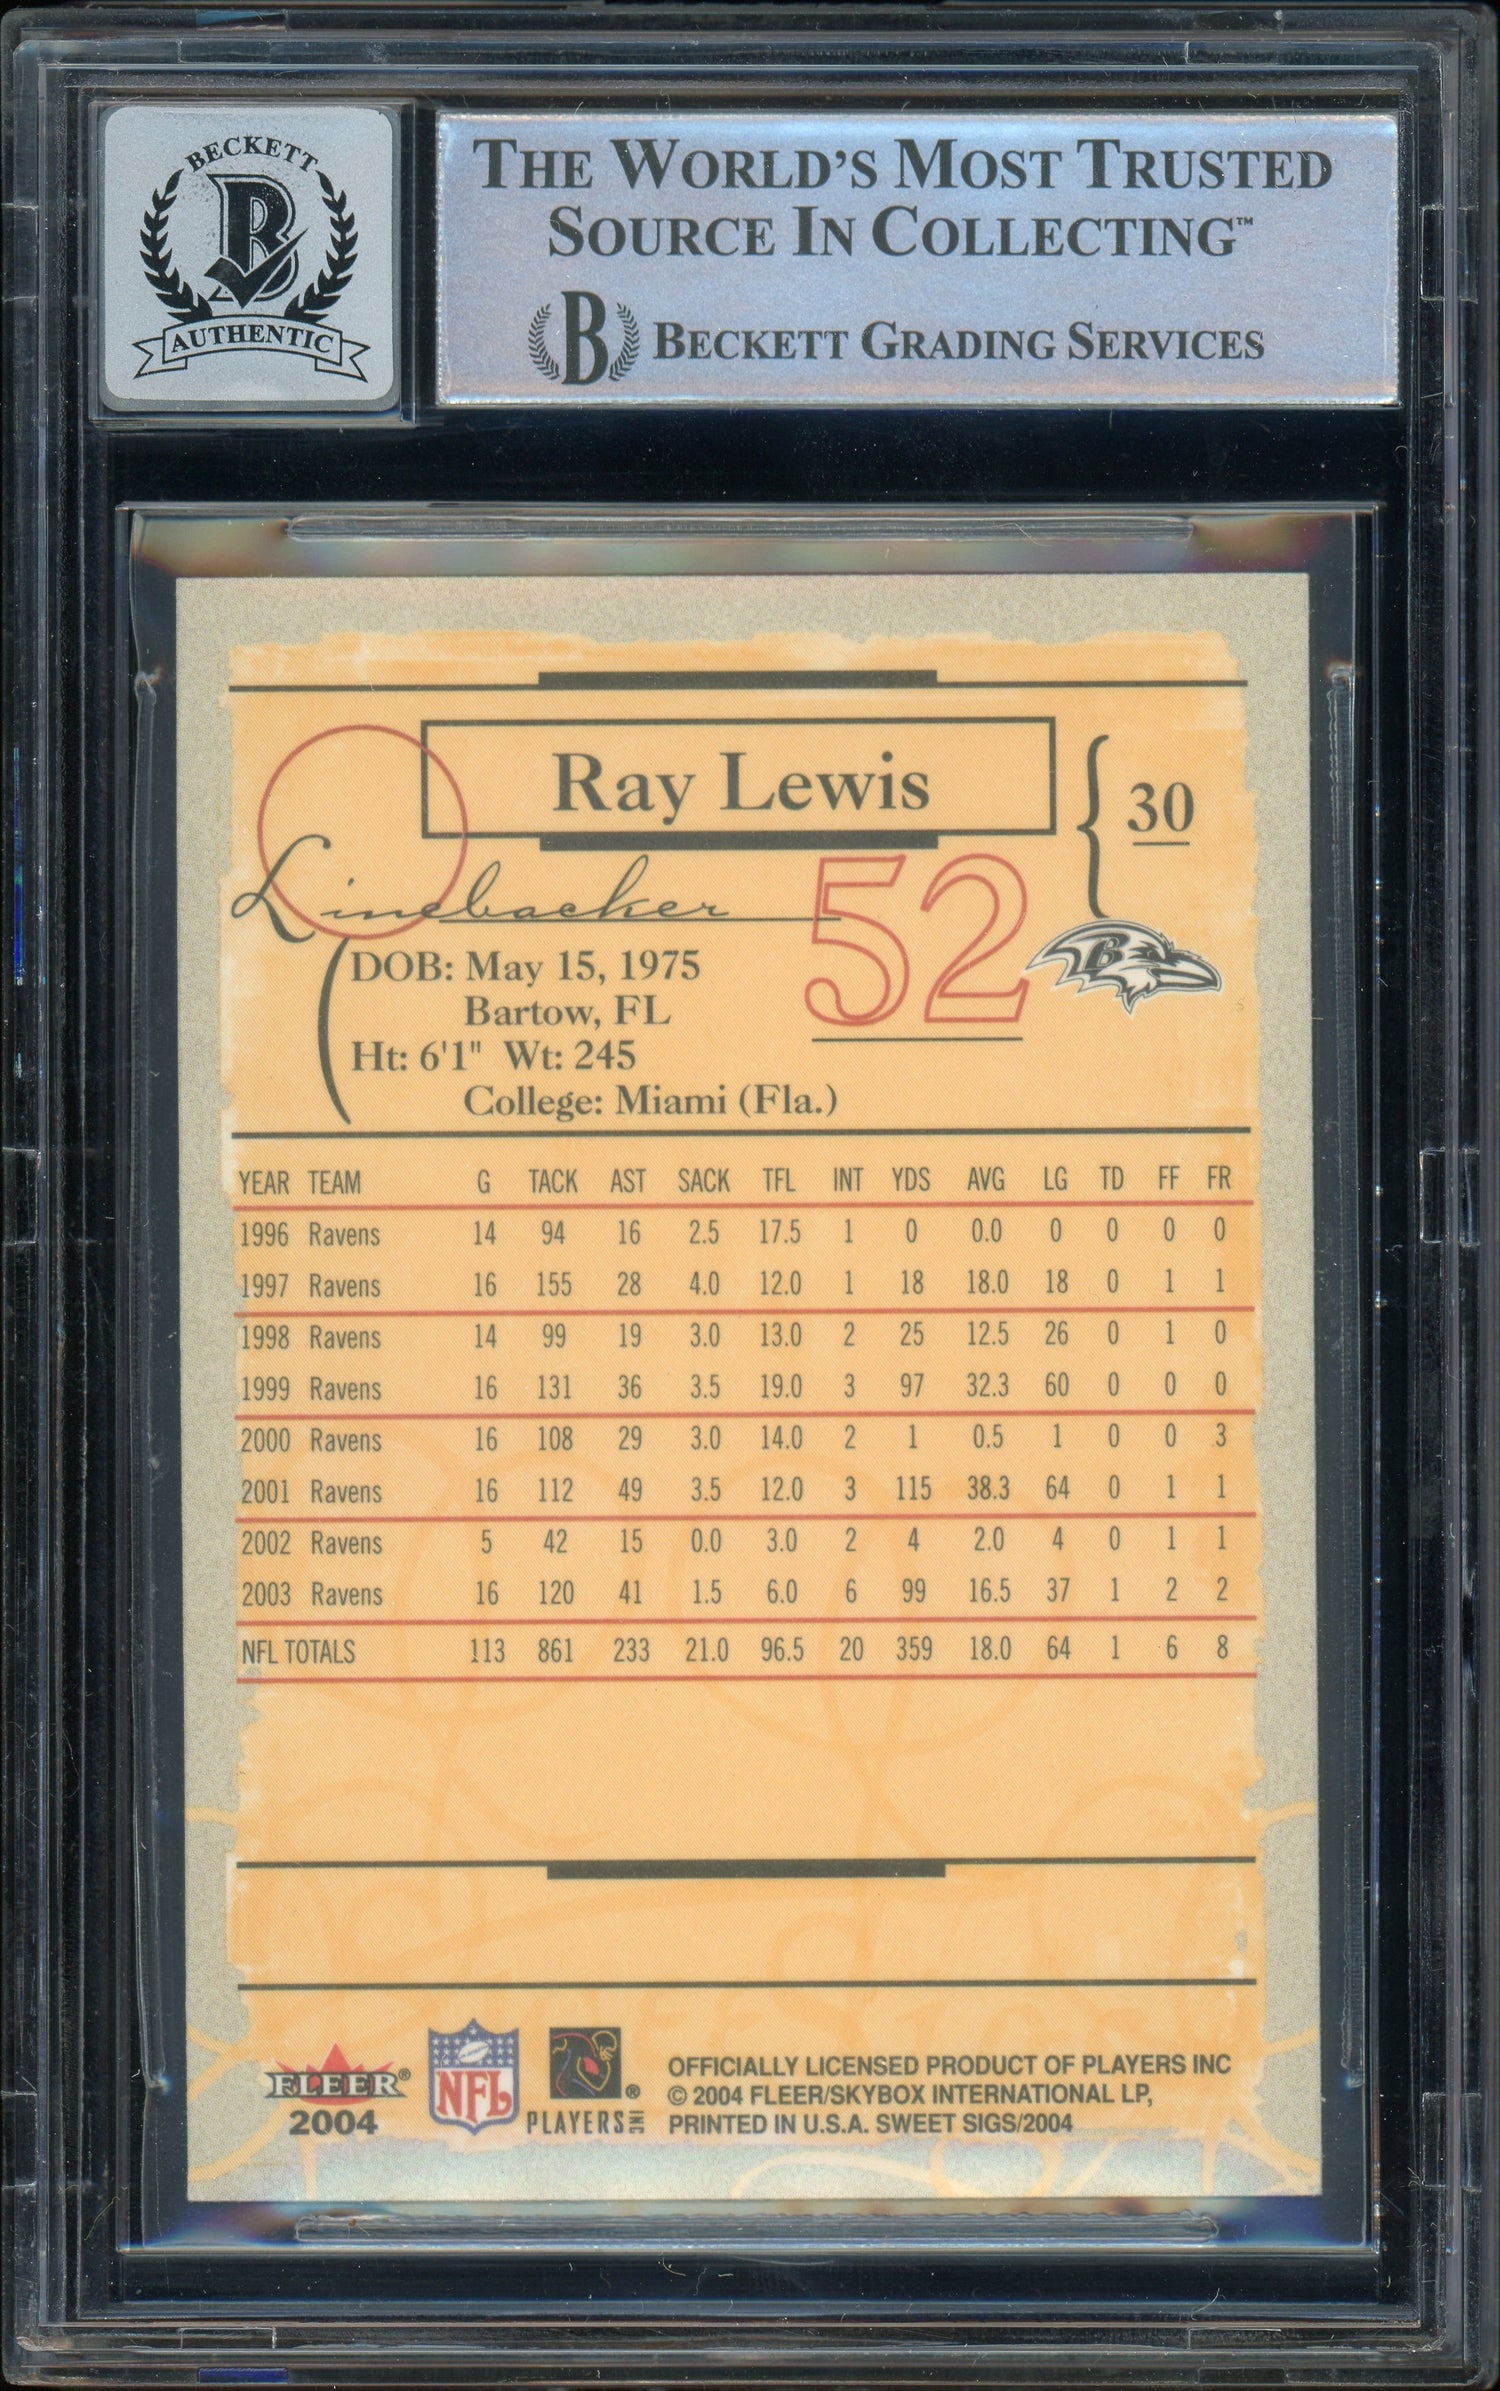 BECKETT
B
AUTHENTIC
THE WORLD'S MOST TRUSTED
SOURCE IN COLLECTING™
B BECKETT GRADING SERVICES
Ray Lewis
30
Linebacker
52
B
DOB: May 15, 1975
Bartow, FL
Ht: 6'1" Wt: 245
College: Miami (Fla.)
YEAR TEAM G TACK AST SACK TFL INT YDS AVG LG TD FF FR
1996 Ravens 14 94 16 2.5 17.5 1 0 0.0 0 0 0 0
1997 Ravens 16 155 28 4.0 12.0 1 18 18.0 18 0 1 1
1998 Ravens 14 99 19 3.0 13.0 2 25 12.5 26 0 1 0
1999 Ravens 16 131 36 3.5 19.0 3 97 32.3 60 0 0 0
2000 Ravens 16 108 29 3.0 14.0 2 1 0.5 1 0 0 3
2001 Ravens 16 112 49 3.5 12.0 3 115 38.3 64 0 1 1
2002 Ravens 5 42 15 0.0 3.0 2 4 2.0 4 0 1 1
2003 Ravens 16 120 41 1.5 6.0 6 99 16.5 37 1 2 2
NFL TOTALS 113 861 233 21.0 96.5 20 359 18.0 64 1 6 8
FLEER®
2004
NFL
®
PLAYERS INC
OFFICIALLY LICENSED PRODUCT OF PLAYERS INC
© 2004 FLEER/SKYBOX INTERNATIONAL LP,
PRINTED IN U.S.A. SWEET SIGS/2004